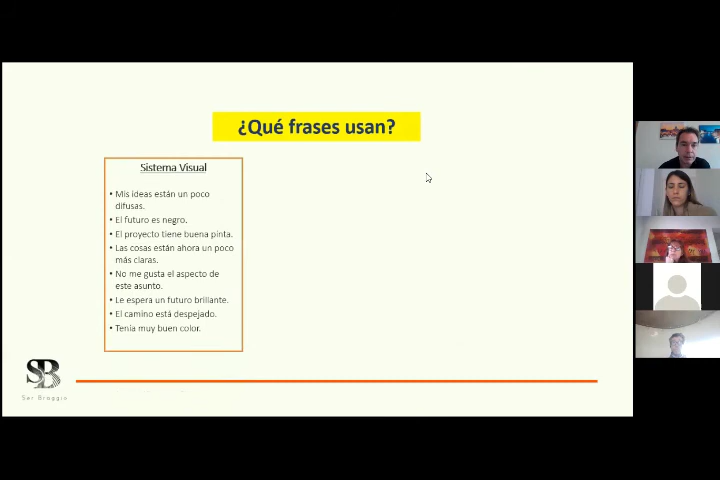 ¿Qué frases usan?
Sistema Visual
• Mis ideas están un poco
difusas.
• El futuro es negro.
• El proyecto tiene buena pinta.
• Las cosas están ahora un poco
más claras.
• No me gusta el aspecto de
este asunto.
• Le espera un futuro brillante.
• El camino está despejado.
• Tenía muy buen color.
SB
Ser Braggio